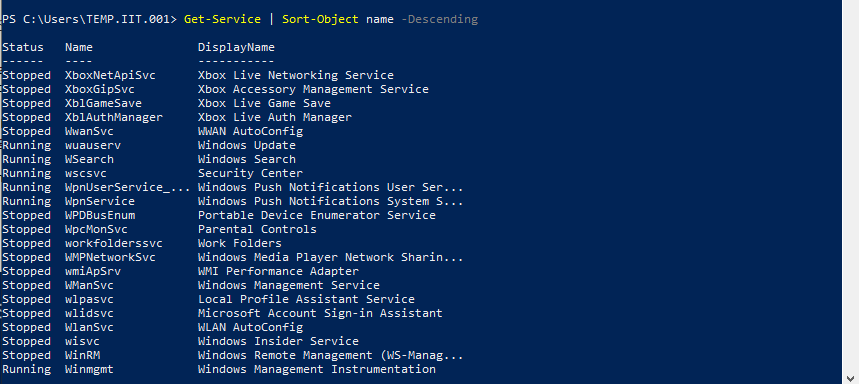 PS C:\Users\TEMP.IIT.001> Get-Service | Sort-Object name -Descending
Status Name DisplayName
------ ---- -----------
Stopped XboxNetApiSvc Xbox Live Networking Service
Stopped XboxGipSvc Xbox Accessory Management Service
Stopped XblGameSave Xbox Live Game Save
Stopped XblAuthManager Xbox Live Auth Manager
Stopped WwanSvc WWAN AutoConfig
Running wuauserv Windows Update
Running WSearch Windows Search
Running wscsvc Security Center
Running WpnUserService_... Windows Push Notifications User Ser...
Running WpnService Windows Push Notifications System S...
Stopped WPDBusEnum Portable Device Enumerator Service
Stopped WpcMonSvc Parental Controls
Stopped workfolderssvc Work Folders
Stopped WMPNetworkSvc Windows Media Player Network Sharin...
Stopped wmiApSrv WMI Performance Adapter
Stopped WManSvc Windows Management Service
Stopped wlpasvc Local Profile Assistant Service
Stopped wlidsvc Microsoft Account Sign-in Assistant
Stopped WlanSvc WLAN AutoConfig
Stopped wisvc Windows Insider Service
Stopped WinRM Windows Remote Management (WS-Manag...
Running Winmgmt Windows Management Instrumentation